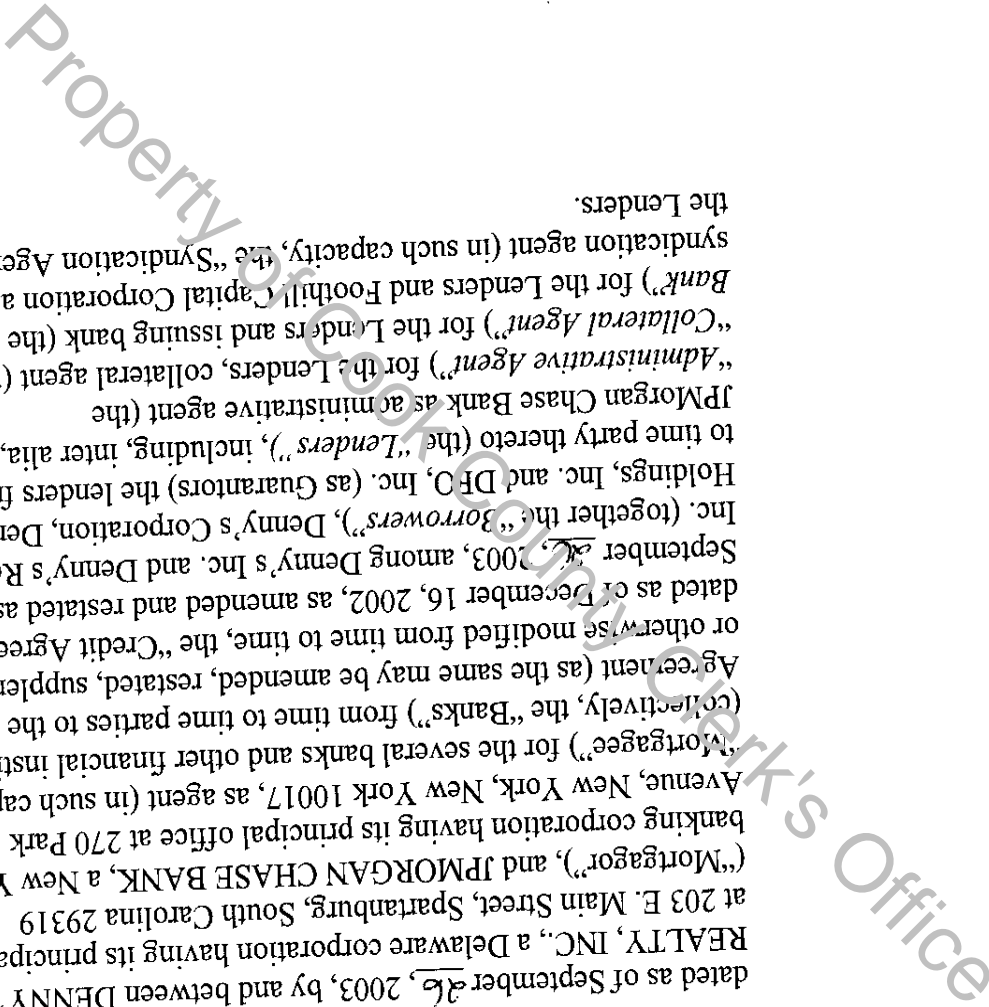 dated as of September 26, 2003, by and between DENNY'
REALTY, INC., a Delaware corporation having its principa
at 203 E. Main Street, Spartanburg, South Carolina 29319
("Mortgagor"), and JPMORGAN CHASE BANK, a New Y
banking corporation having its principal office at 270 Park
Avenue, New York, New York 10017, as agent (in such cap
"Mortgagee") for the several banks and other financial insti
(collectively, the "Banks") from time to time parties to the
Agreement (as the same may be amended, restated, suppler
or otherwise modified from time to time, the "Credit Agree
dated as of December 16, 2002, as amended and restated as
September 26, 2003, among Denny's Inc. and Denny's Re
Inc. (together the "Borrowers"), Denny's Corporation, Den
Holdings, Inc. and DFO, Inc. (as Guarantors) the lenders fr
to time party thereto (the "Lenders"), including, inter alia,
JPMorgan Chase Bank as administrative agent (the
"Administrative Agent") for the Lenders, collateral agent (
"Collateral Agent") for the Lenders and issuing bank (the
Bank") for the Lenders and Foothill Capital Corporation a
syndication agent (in such capacity, the "Syndication Age
the Lenders.
Property of Cook County Clerk's Office